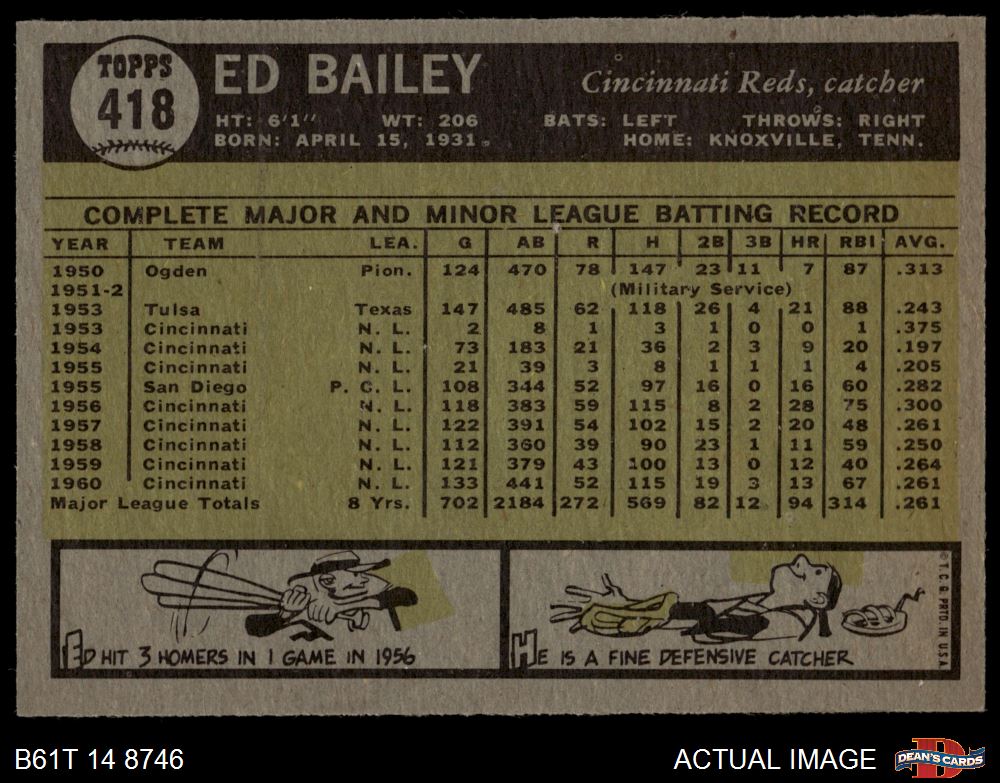 TOPPS
418
ED BAILEY
Cincinnati Reds, catcher
HT: 6'1" WT: 206 BATS: LEFT THROWS: RIGHT
BORN: APRIL 15, 1931. HOME: KNOXVILLE, TENN.
COMPLETE MAJOR AND MINOR LEAGUE BATTING RECORD
YEAR TEAM LEA. G AB R H 2B 3B HR RBI AVG.
1950 Ogden Pion. 124 470 78 147 23 11 7 87 .313
1951-2 (Military Service)
1953 Tulsa Texas 147 485 62 118 26 4 21 88 .243
1953 Cincinnati N. L. 2 8 1 3 1 0 0 1 .375
1954 Cincinnati N. L. 73 183 21 36 2 3 9 20 .197
1955 Cincinnati N. L. 21 39 3 8 1 1 1 4 .205
1955 San Diego P. C. L. 108 344 52 97 16 0 16 60 .282
1956 Cincinnati N. L. 118 383 59 115 8 2 28 75 .300
1957 Cincinnati N. L. 122 391 54 102 15 2 20 48 .261
1958 Cincinnati N. L. 112 360 39 90 23 1 11 59 .250
1959 Cincinnati N. L. 121 379 43 100 13 0 12 40 .264
1960 Cincinnati N. L. 133 441 52 115 19 3 13 67 .261
Major League Totals 8 Yrs. 702 2184 272 569 82 12 94 314 .261
ED HIT 3 HOMERS IN 1 GAME IN 1956
HE IS A FINE DEFENSIVE CATCHER
© T. C. G. PRTD. IN U.S.A.
B61T 14 8746
ACTUAL IMAGE
D
DEAN'S CARDS